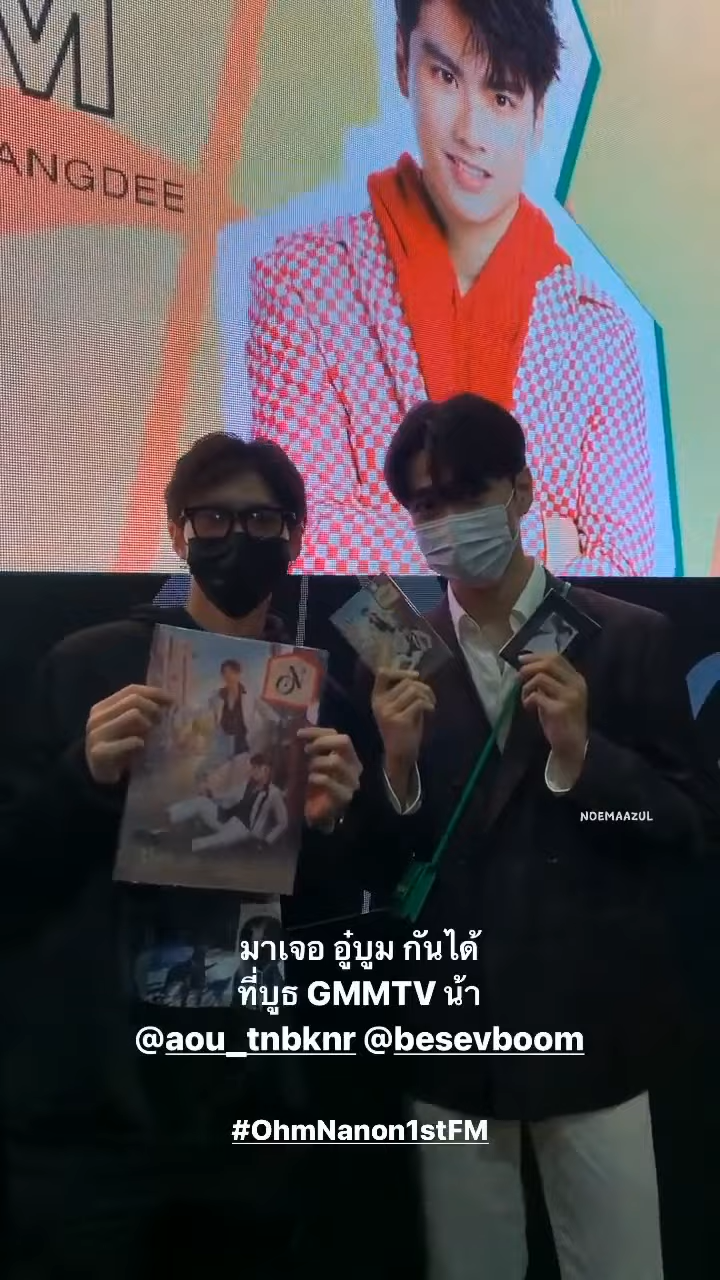 M
ANGDEE
NOEMAAZUL
มาเจอ อู๋บูม กันได้
ที่บูธ GMMTV น้า
@aou_tnbknr @besevboom
#OhmNanon1stFM